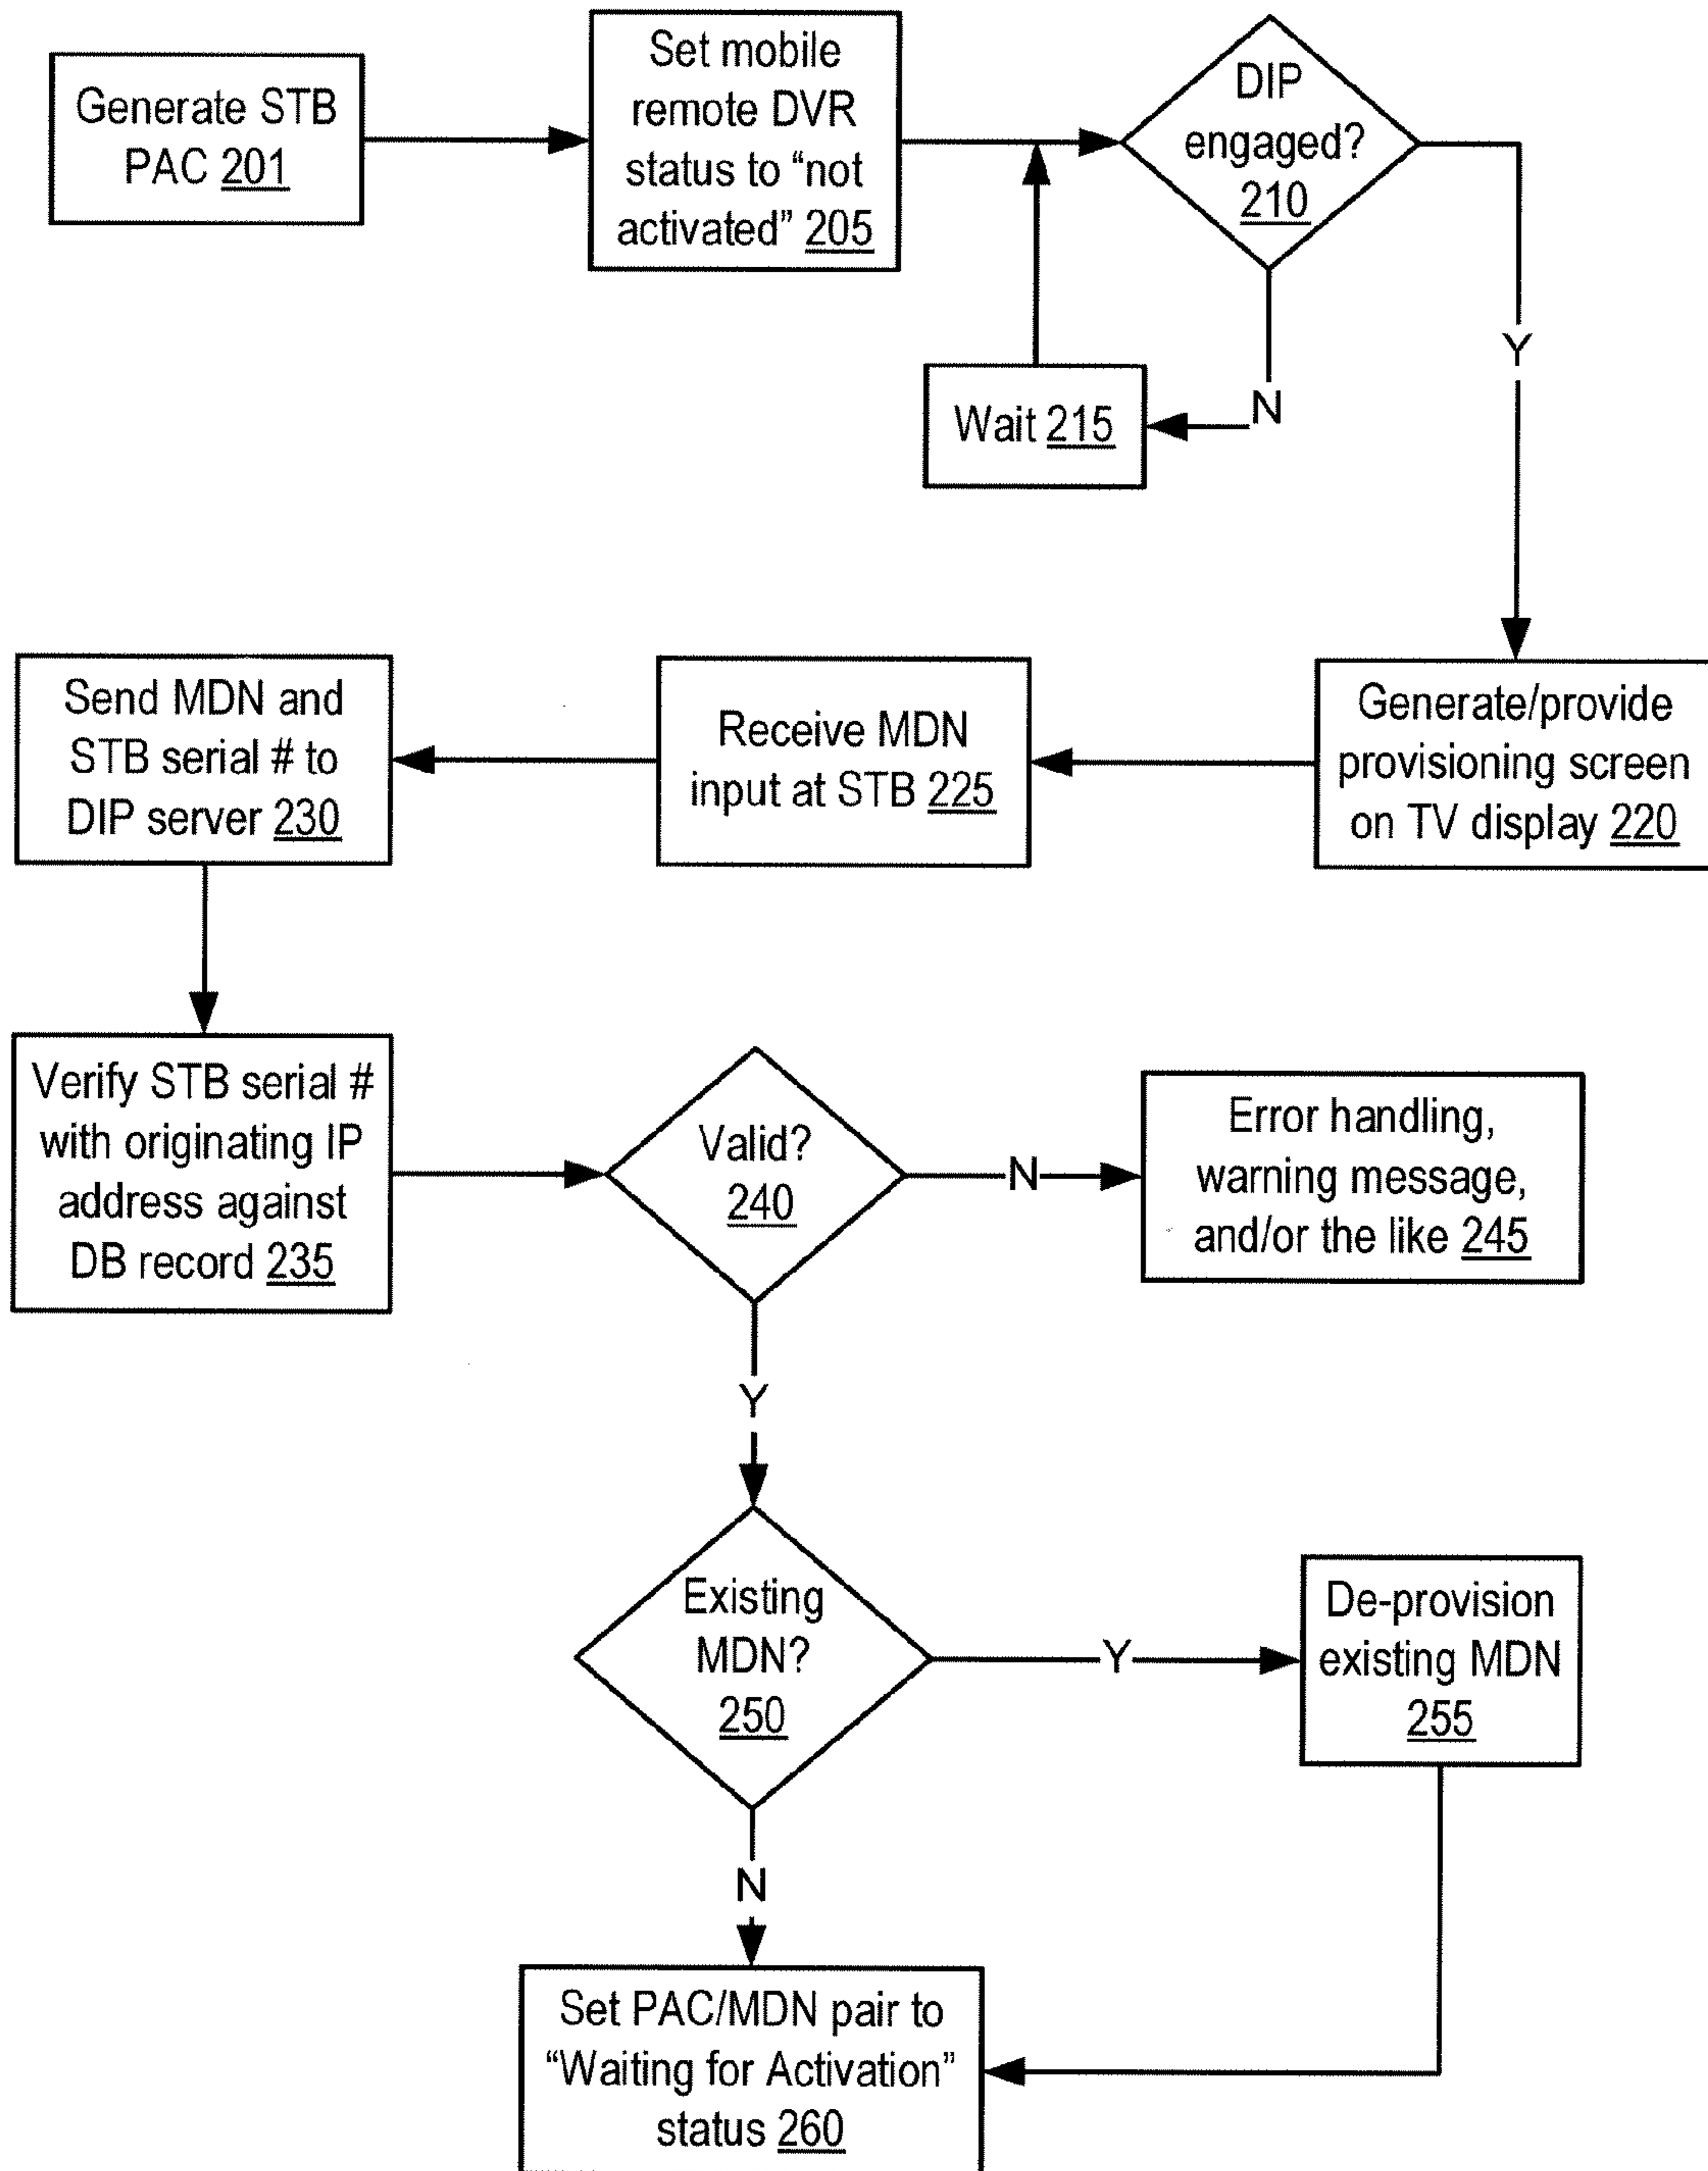 Generate STB
PAC 201
Set mobile
remote DVR
status to “not
activated” 205
DIP
engaged?
210
Y
N
Wait 215
Generate/provide
provisioning screen
on TV display 220
Receive MDN
input at STB 225
Send MDN and
STB serial # to
DIP server 230
Verify STB serial #
with originating IP
address against
DB record 235
Valid?
240
N
Error handling,
warning message,
and/or the like 245
Y
Existing
MDN?
250
Y
De-provision
existing MDN
255
N
Set PAC/MDN pair to
“Waiting for Activation”
status 260